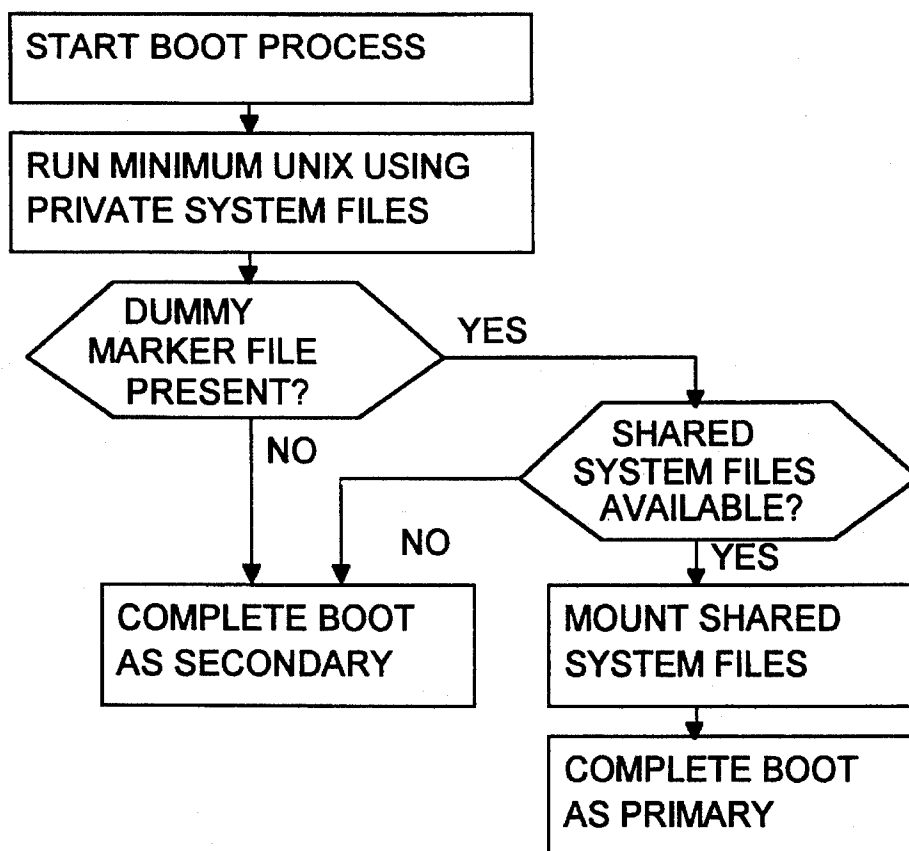 START BOOT PROCESS
RUN MINIMUM UNIX USING
PRIVATE SYSTEM FILES
DUMMY
MARKER FILE
PRESENT?
YES
NO
SHARED
SYSTEM FILES
AVAILABLE?
NO
YES
COMPLETE BOOT
AS SECONDARY
MOUNT SHARED
SYSTEM FILES
COMPLETE BOOT
AS PRIMARY